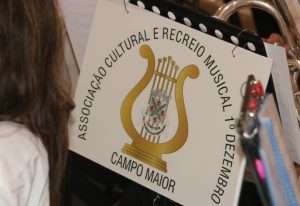 ASSOCIAÇÃO CULTURAL E RECREIO MUSICAL 1º DEZEMBRO
CAMPO MAIOR